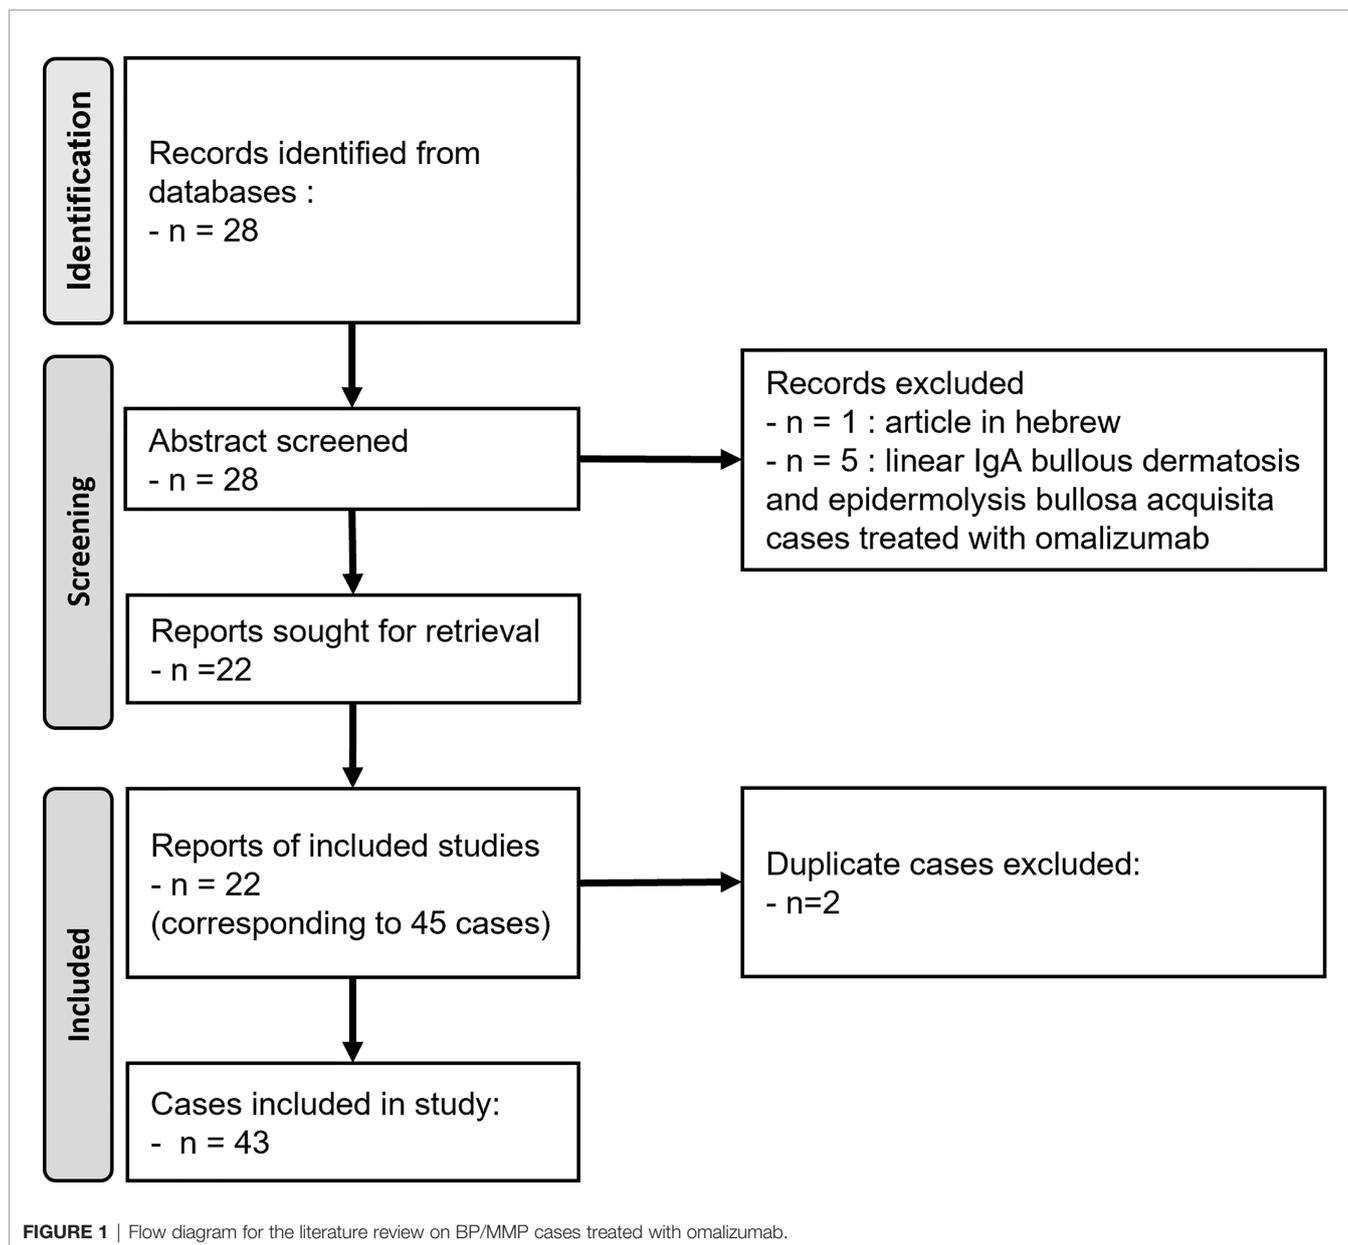 Identification
Records identified from
databases :
- n = 28
Screening
Abstract screened
- n = 28
Records excluded
- n = 1 : article in hebrew
- n = 5 : linear IgA bullous dermatosis
and epidermolysis bullosa acquisita
cases treated with omalizumab
Reports sought for retrieval
- n =22
Included
Reports of included studies
- n = 22
(corresponding to 45 cases)
Duplicate cases excluded:
- n=2
Cases included in study:
- n = 43
FIGURE 1 | Flow diagram for the literature review on BP/MMP cases treated with omalizumab.